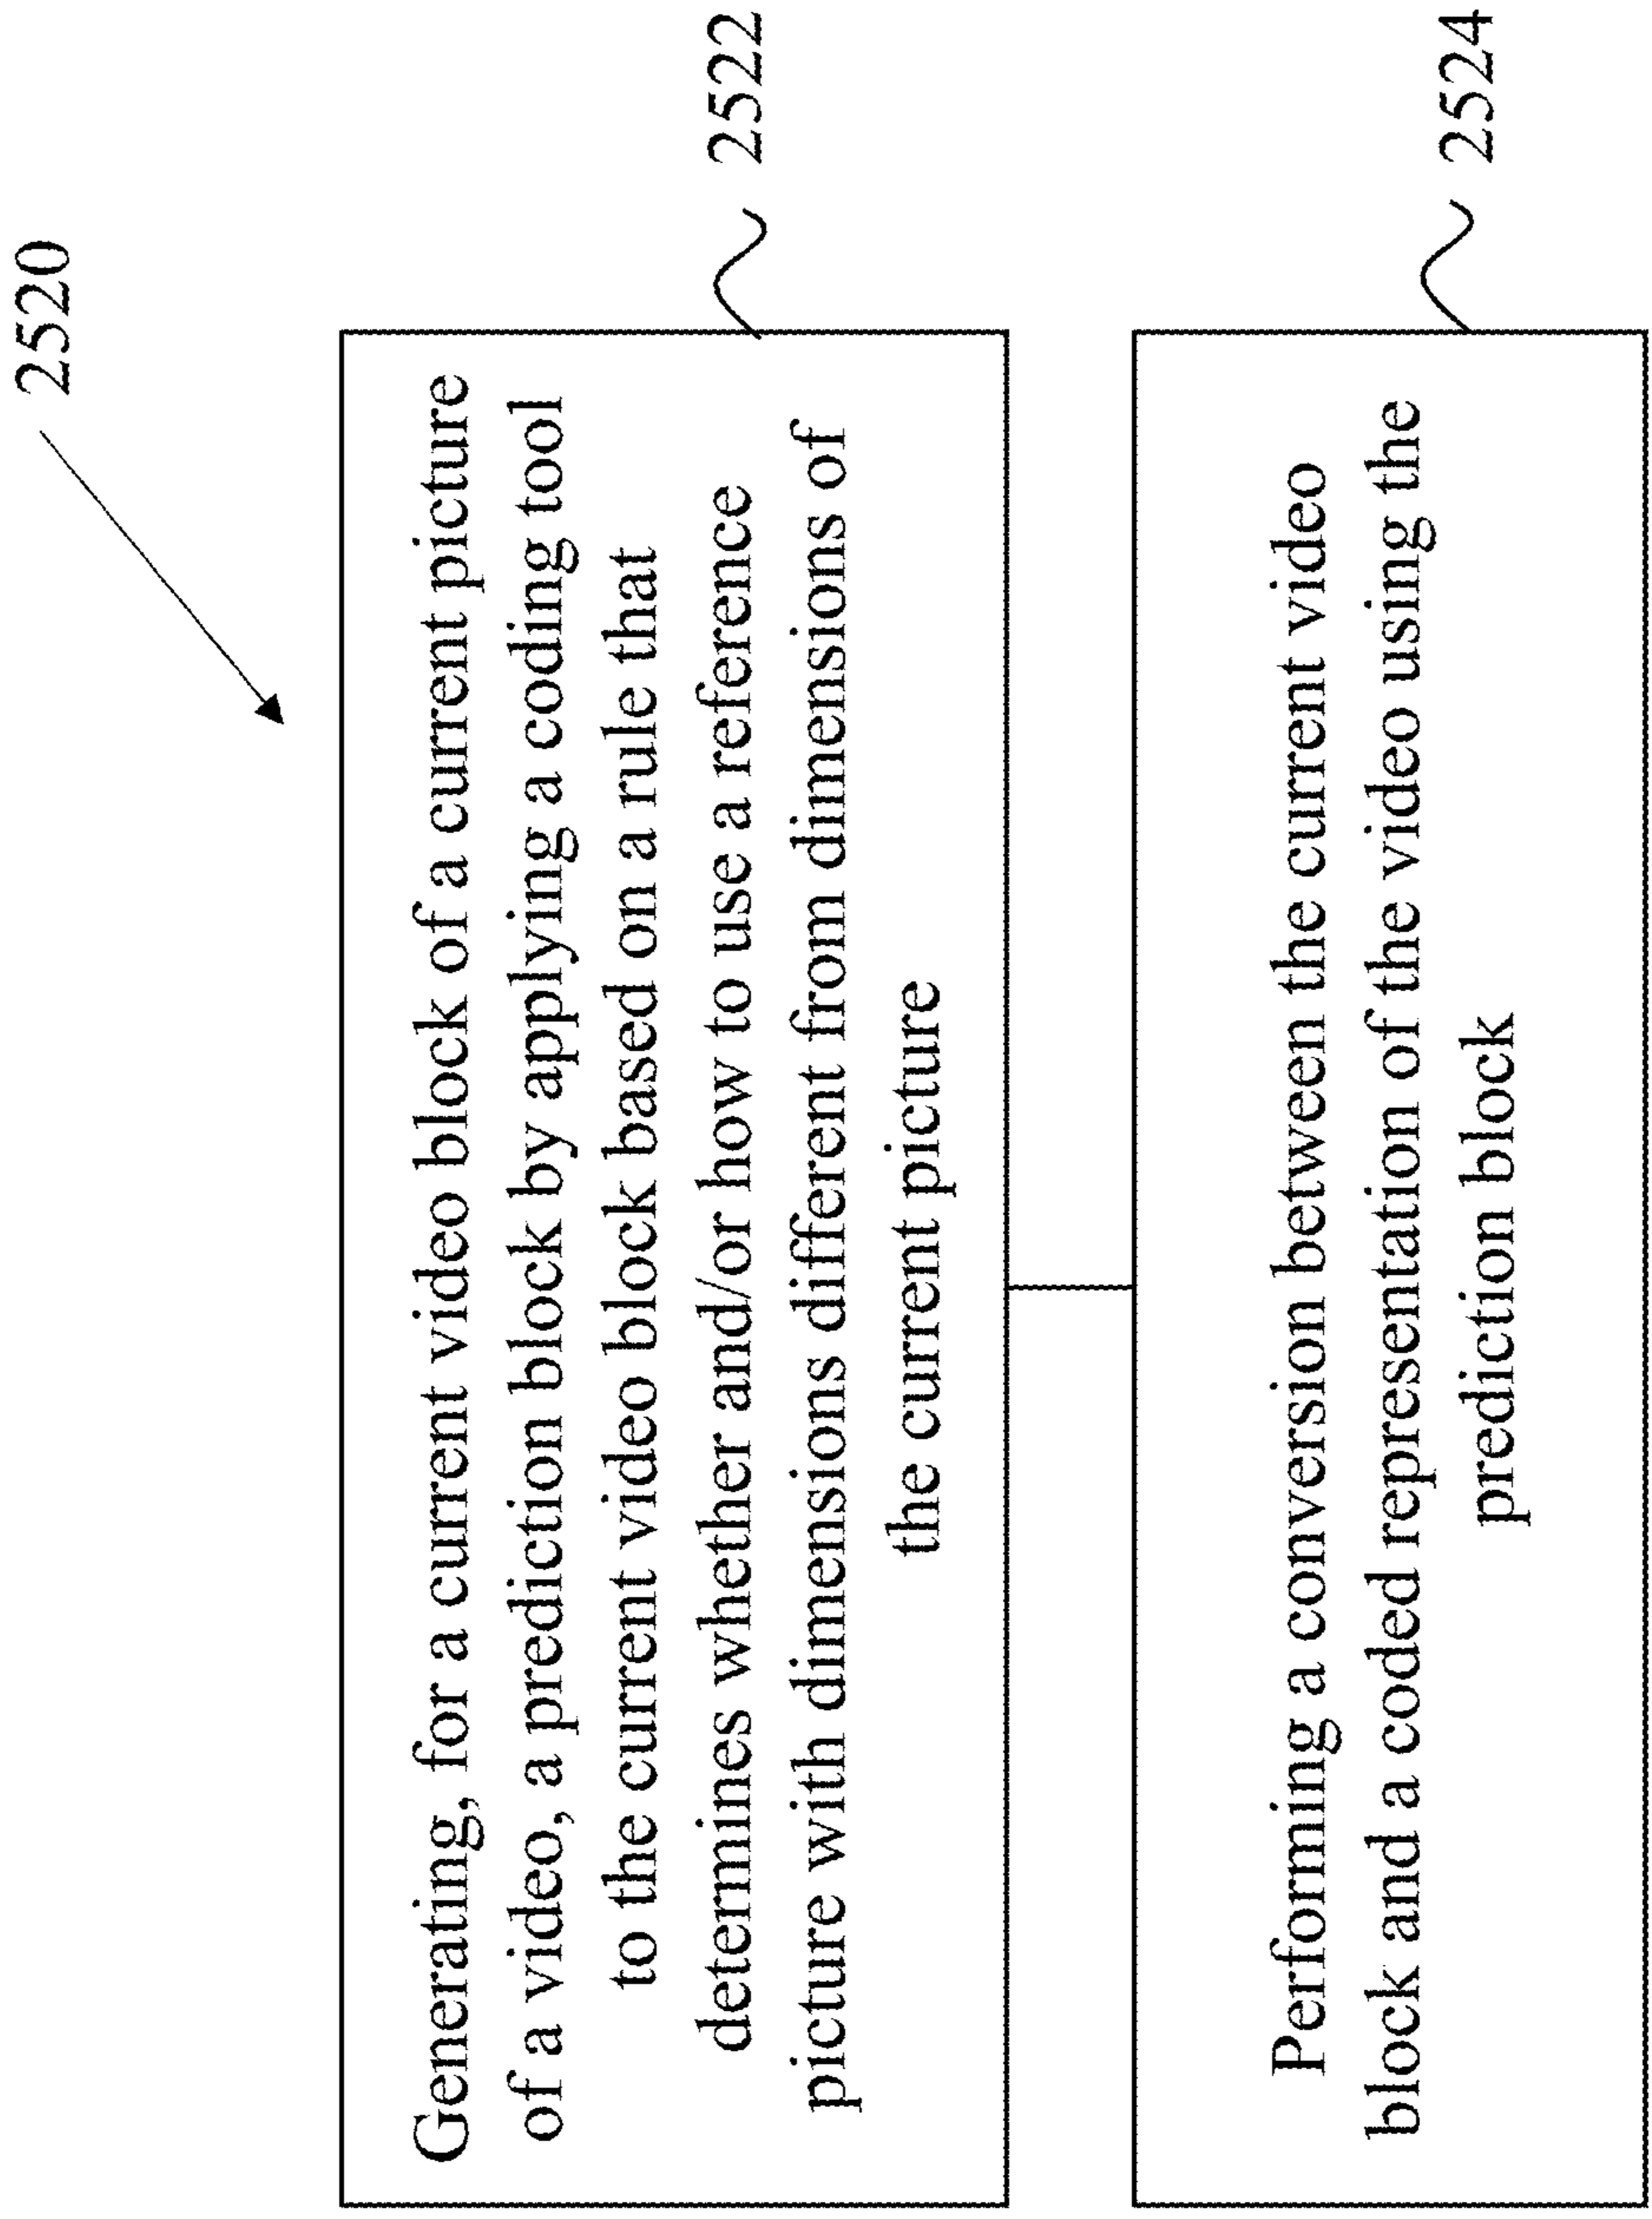 2520
Generating, for a current video block of a current picture
of a video, a prediction block by applying a coding tool
to the current video block based on a rule that
determines whether and/or how to use a reference
picture with dimensions different from dimensions of
the current picture
2522
Performing a conversion between the current video
block and a coded representation of the video using the
prediction block
2524